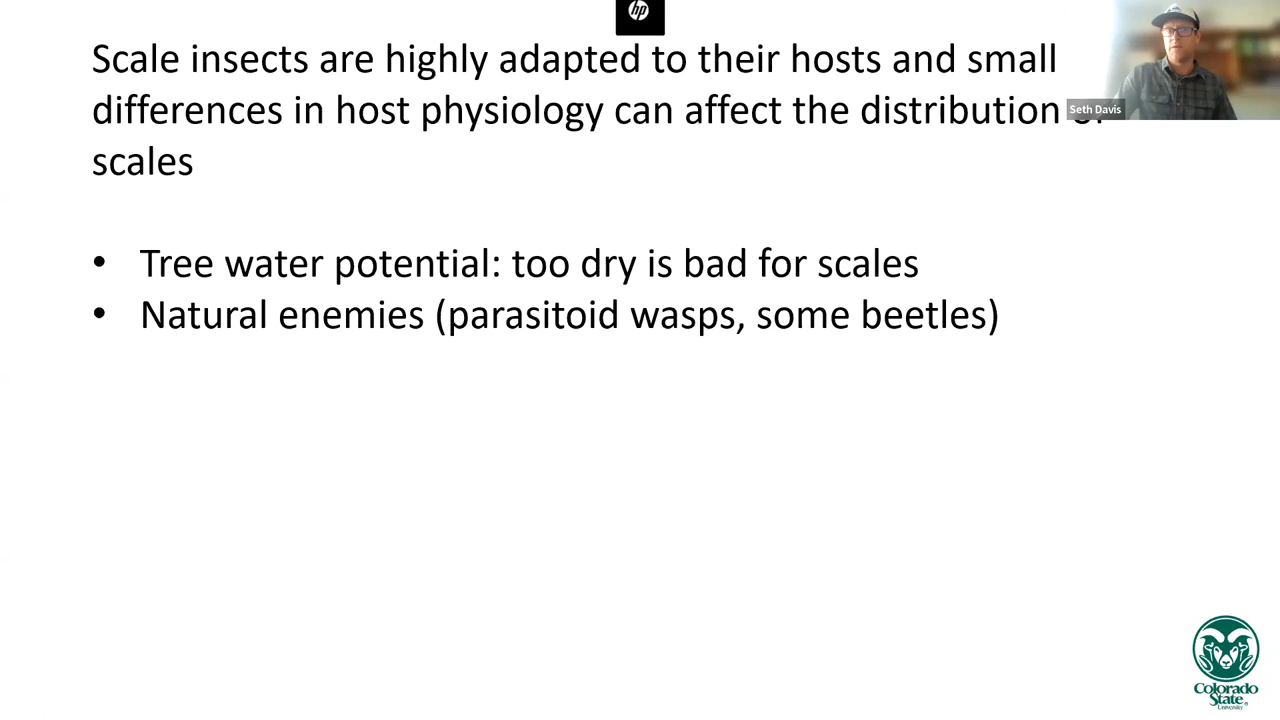 hp
Scale insects are highly adapted to their hosts and small
differences in host physiology can affect the distribution
scales
• Tree water potential: too dry is bad for scales
• Natural enemies (parasitoid wasps, some beetles)
Seth Davis
Colorado
State
University